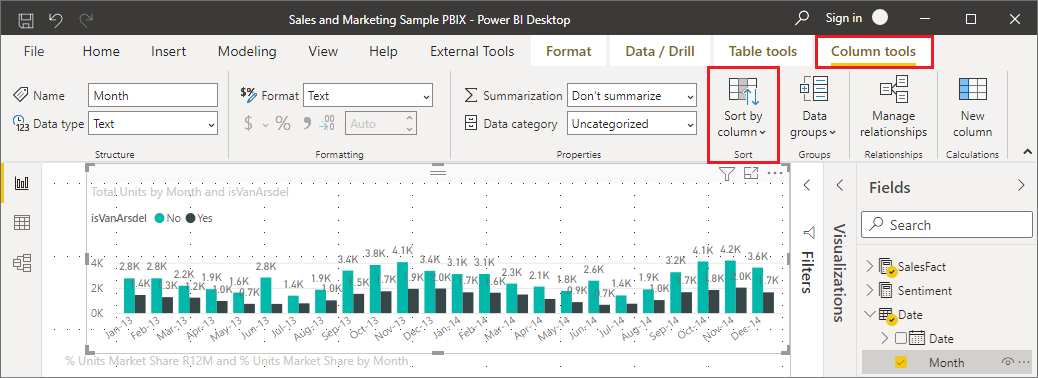 Sales and Marketing Sample PBIX - Power BI Desktop
Sign in
File Home Insert Modeling View Help External Tools Format Data / Drill Table tools Column tools
Name Month
Data type Text
Structure
Format Text
$ % Auto
Formatting
Summarization Don't summarize
Data category Uncategorized
Properties
Sort by
column
Sort
Data
groups
Groups
Manage
relationships
Relationships
New
column
Calculations
Total Units by Month and isVanArsdel
isVanArsdel No Yes
4K
2K
0K
2.8K 2.8K 2.2K 1.9K 1.6K 2.8K 1.4K 1.9K 3.4K 3.8K 4.1K 3.4K 3.1K 3.1K 2.3K 2.1K 1.8K 2.6K 1.4K 1.9K 3.2K 4.1K 4.2K 3.6K
1.4K 1.3K 1.2K 1.0K 0.7K 1.0K 1.5K 1.7K 1.9K 2.0K 1.7K 1.6K 0.9K 0.7K 1.0K 1.7K 1.8K 2.0K 1.7K
Jan-13 Feb-13 Mar-13 Apr-13 May-13 Jun-13 Jul-13 Aug-13 Sep-13 Oct-13 Nov-13 Dec-13 Jan-14 Feb-14 Mar-14 Apr-14 May-14 Jun-14 Jul-14 Aug-14 Sep-14 Oct-14 Nov-14 Dec-14
% Units Market Share R12M and % Units Market Share by Month
Filters
Visualizations
Fields
Search
SalesFact
Sentiment
Date
Date
Month